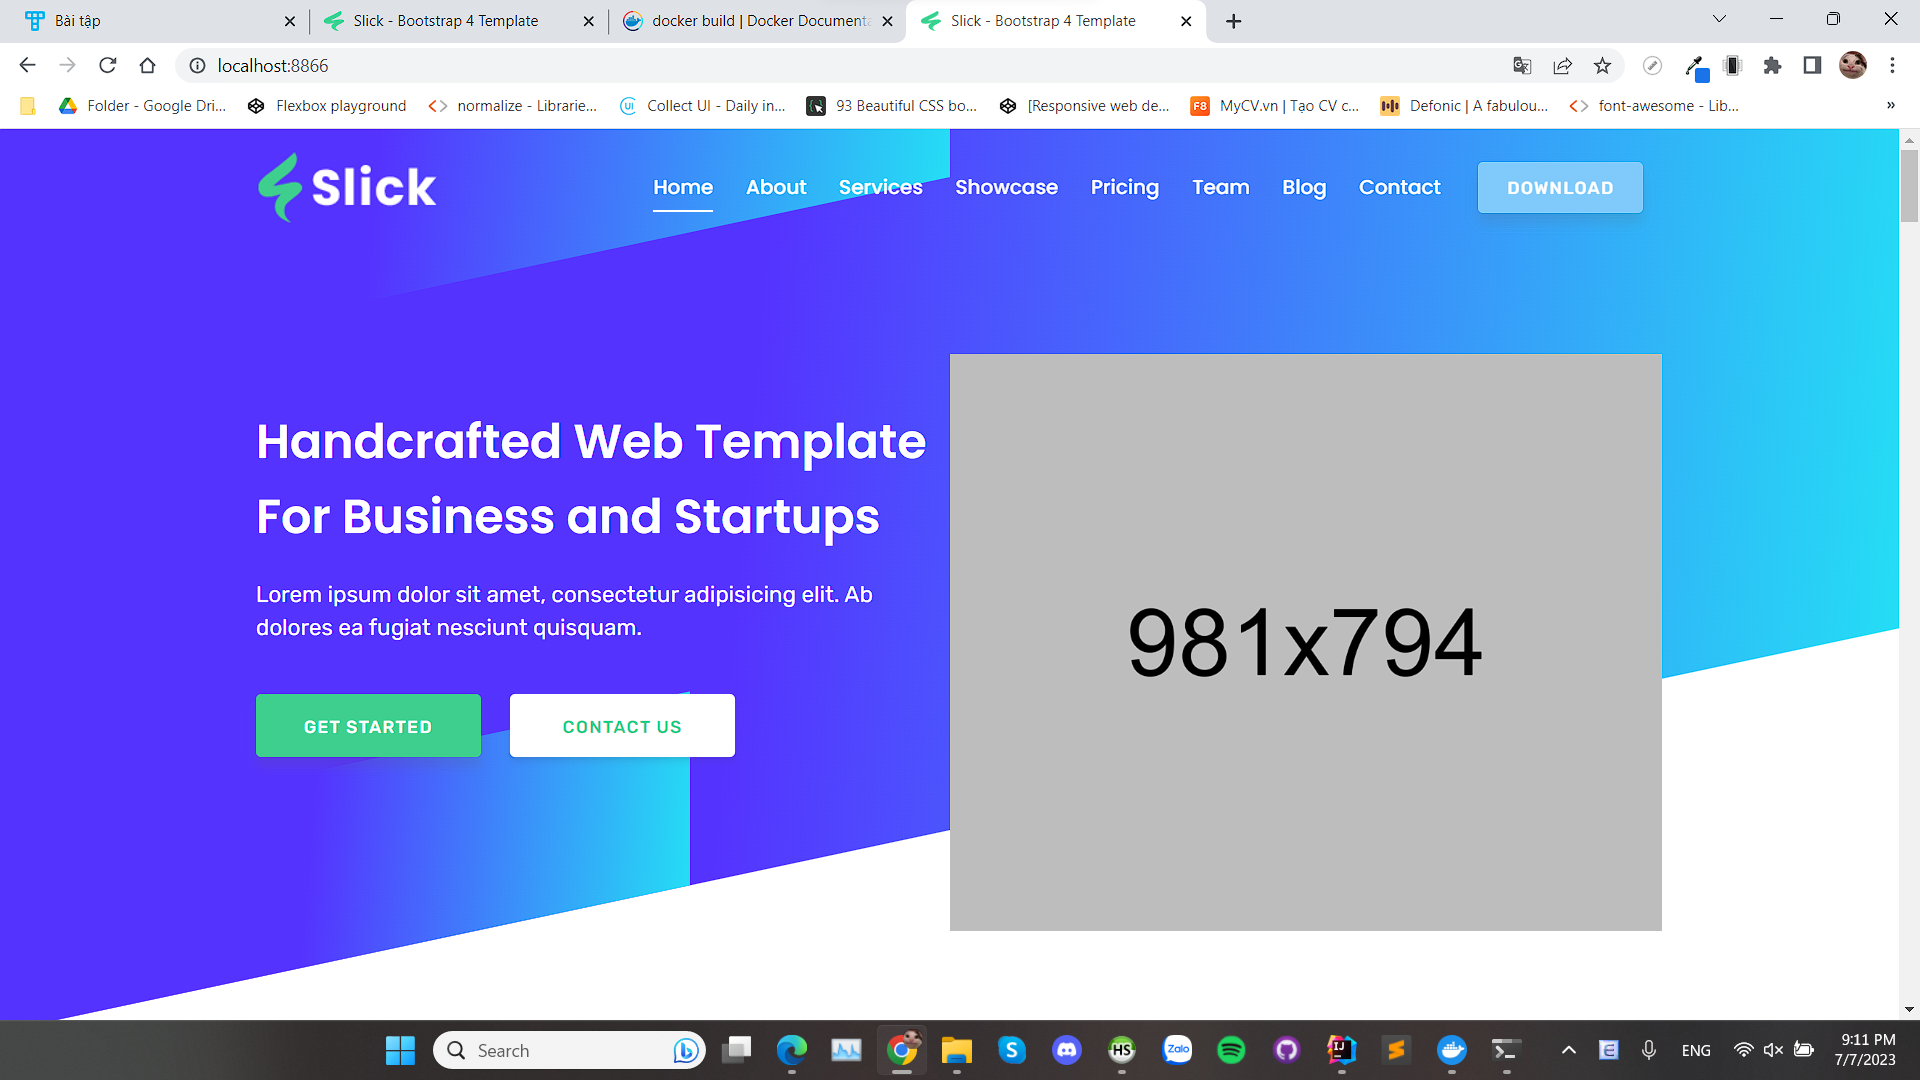 Bài tập
Slick - Bootstrap 4 Template
docker build | Docker Documenta
Slick - Bootstrap 4 Template
localhost:8866
Folder - Google Dri...
Flexbox playground
normalize - Librarie...
Collect UI - Daily in...
93 Beautiful CSS bo...
[Responsive web de...
MyCV.vn | Tạo CV c...
Defonic | A fabulou...
font-awesome - Lib...
»
Slick
Home
About
Services
Showcase
Pricing
Team
Blog
Contact
DOWNLOAD
Handcrafted Web Template
For Business and Startups
Lorem ipsum dolor sit amet, consectetur adipisicing elit. Ab
dolores ea fugiat nesciunt quisquam.
GET STARTED
CONTACT US
981x794
Search
HS
Zalo
ENG
9:11 PM
7/7/2023